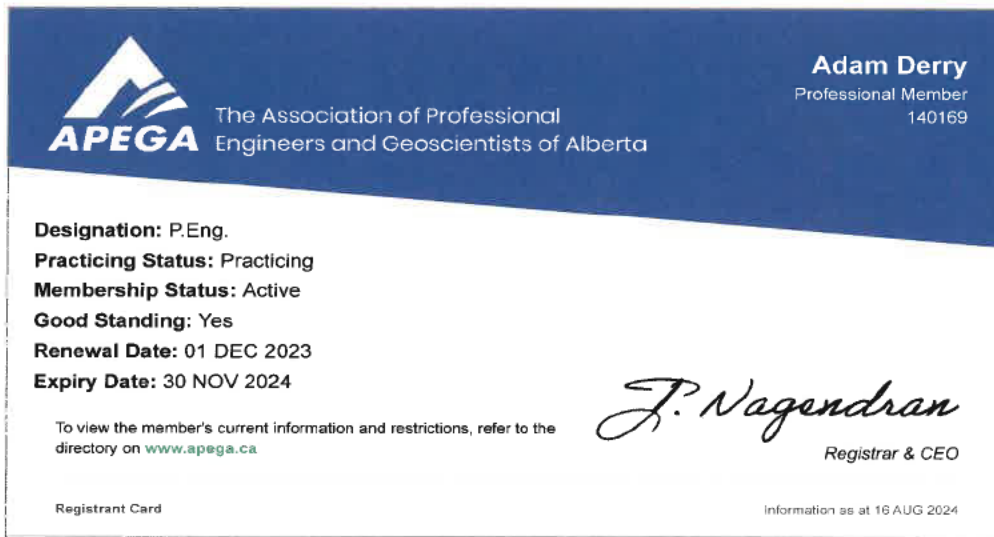 APEGA
The Association of Professional
Engineers and Geoscientists of Alberta
Adam Derry
Professional Member
140169
Designation: P.Eng.
Practicing Status: Practicing
Membership Status: Active
Good Standing: Yes
Renewal Date: 01 DEC 2023
Expiry Date: 30 NOV 2024
To view the member's current information and restrictions, refer to the
directory on www.apega.ca
J. Nagendran
Registrar & CEO
Registrant Card
Information as at 16 AUG 2024